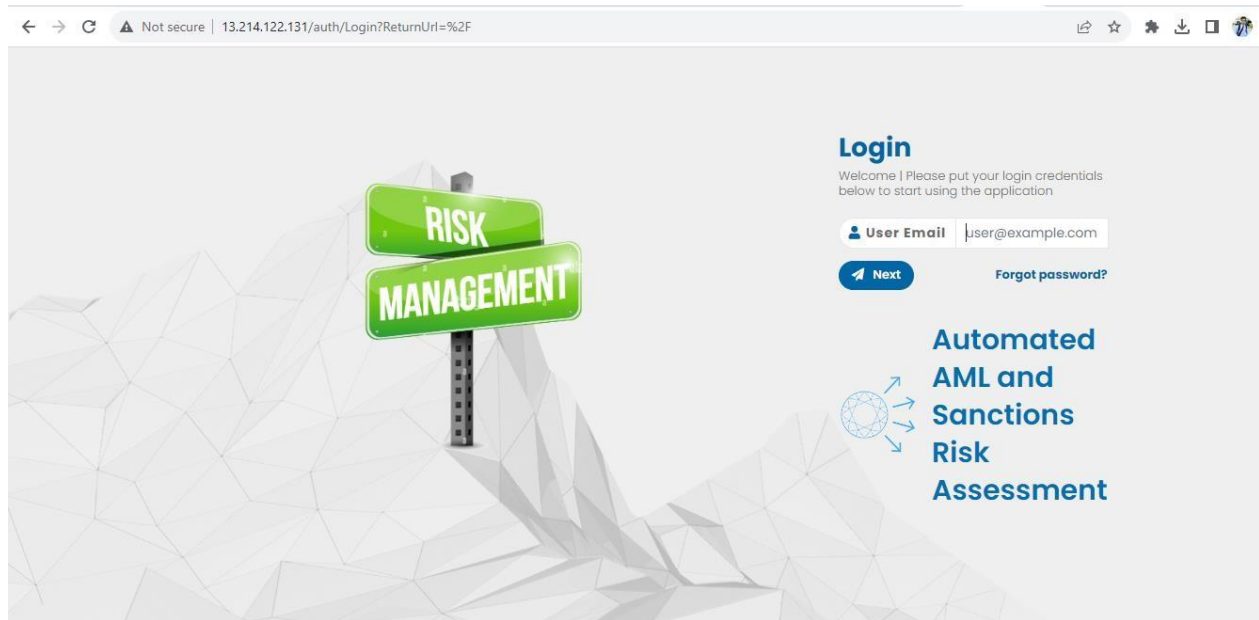 Not secure | 13.214.122.131/auth/Login?ReturnUrl=%2F
RISK
MANAGEMENT
Login
Welcome | Please put your login credentials
below to start using the application
User Email user@example.com
Next Forgot password?
Automated
AML and
Sanctions
Risk
Assessment